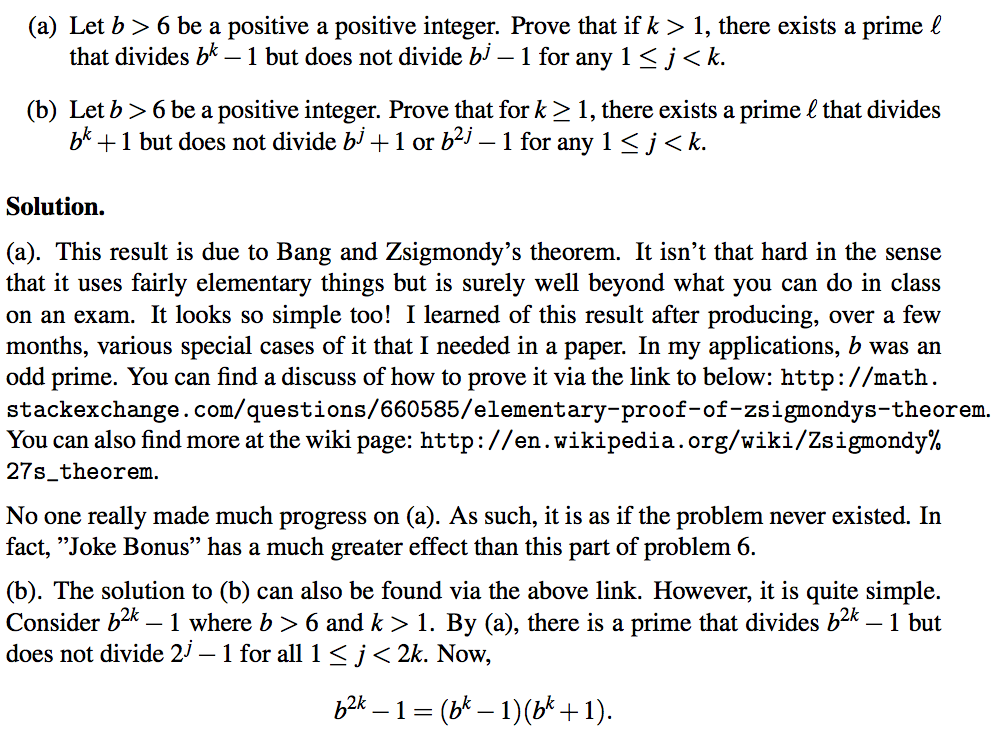 (a) Let b > 6 be a positive a positive integer. Prove that if k > 1, there exists a prime ℓ
that divides b^k − 1 but does not divide b^j − 1 for any 1 ≤ j < k.
(b) Let b > 6 be a positive integer. Prove that for k ≥ 1, there exists a prime ℓ that divides
b^k + 1 but does not divide b^j + 1 or b^{2j} − 1 for any 1 ≤ j < k.
Solution.
(a). This result is due to Bang and Zsigmondy’s theorem. It isn’t that hard in the sense
that it uses fairly elementary things but is surely well beyond what you can do in class
on an exam. It looks so simple too! I learned of this result after producing, over a few
months, various special cases of it that I needed in a paper. In my applications, b was an
odd prime. You can find a discuss of how to prove it via the link to below: http://math.
stackexchange.com/questions/660585/elementary-proof-of-zsigmondys-theorem.
You can also find more at the wiki page: http://en.wikipedia.org/wiki/Zsigmondy%
27s_theorem.
No one really made much progress on (a). As such, it is as if the problem never existed. In
fact, ”Joke Bonus” has a much greater effect than this part of problem 6.
(b). The solution to (b) can also be found via the above link. However, it is quite simple.
Consider b^{2k} − 1 where b > 6 and k > 1. By (a), there is a prime that divides b^{2k} − 1 but
does not divide 2^j − 1 for all 1 ≤ j < 2k. Now,
b^{2k} − 1 = (b^k − 1)(b^k + 1).